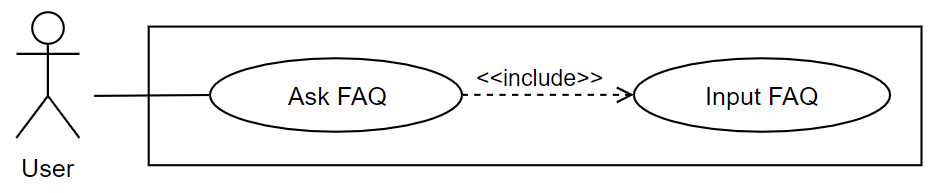 <<include>>
Ask FAQ
Input FAQ
User